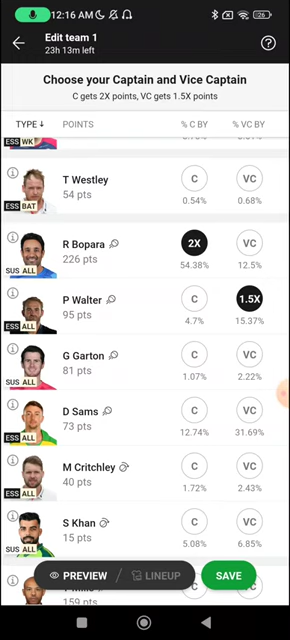 12:16 AM
26
Edit team 1
23h 13m left
Choose your Captain and Vice Captain
C gets 2X points, VC gets 1.5X points
TYPE ↓ POINTS % C BY % VC BY
ESS WK
T Westley C VC
54 pts 0.54% 0.68%
ESS BAT
R Bopara 2X VC
226 pts 54.38% 12.5%
SUS ALL
P Walter C 1.5X
95 pts 4.7% 15.37%
ESS ALL
G Garton C VC
81 pts 1.07% 2.22%
SUS ALL
D Sams C VC
73 pts 12.74% 31.69%
ESS ALL
M Critchley C VC
40 pts 1.72% 2.43%
ESS ALL
S Khan C VC
15 pts 5.08% 6.85%
SUS ALL
PREVIEW / LINEUP SAVE
159 pts